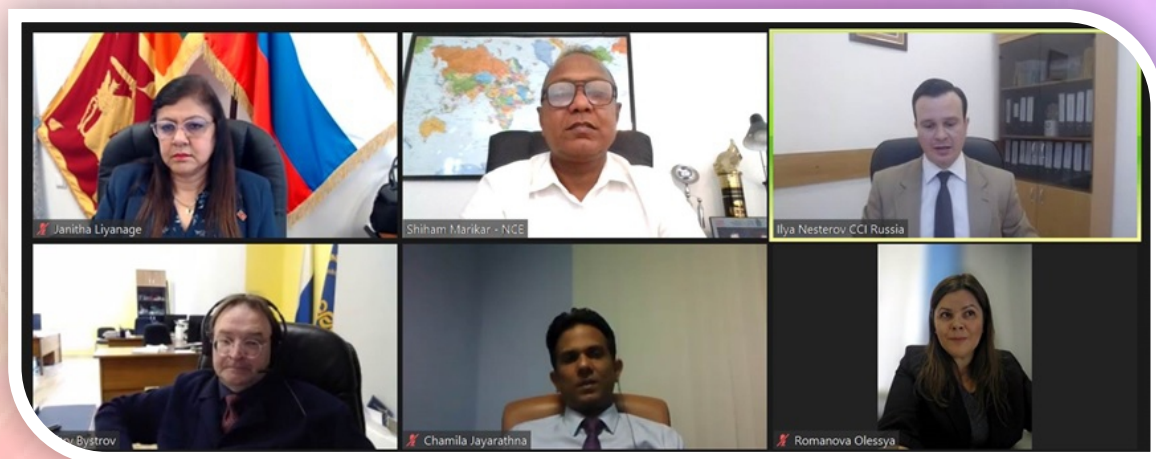 Janitha Liyanage
Shiham Marikar - NCE
Ilya Nesterov CCI Russia
Bystrov
Chamila Jayarathna
Romanova Olessya